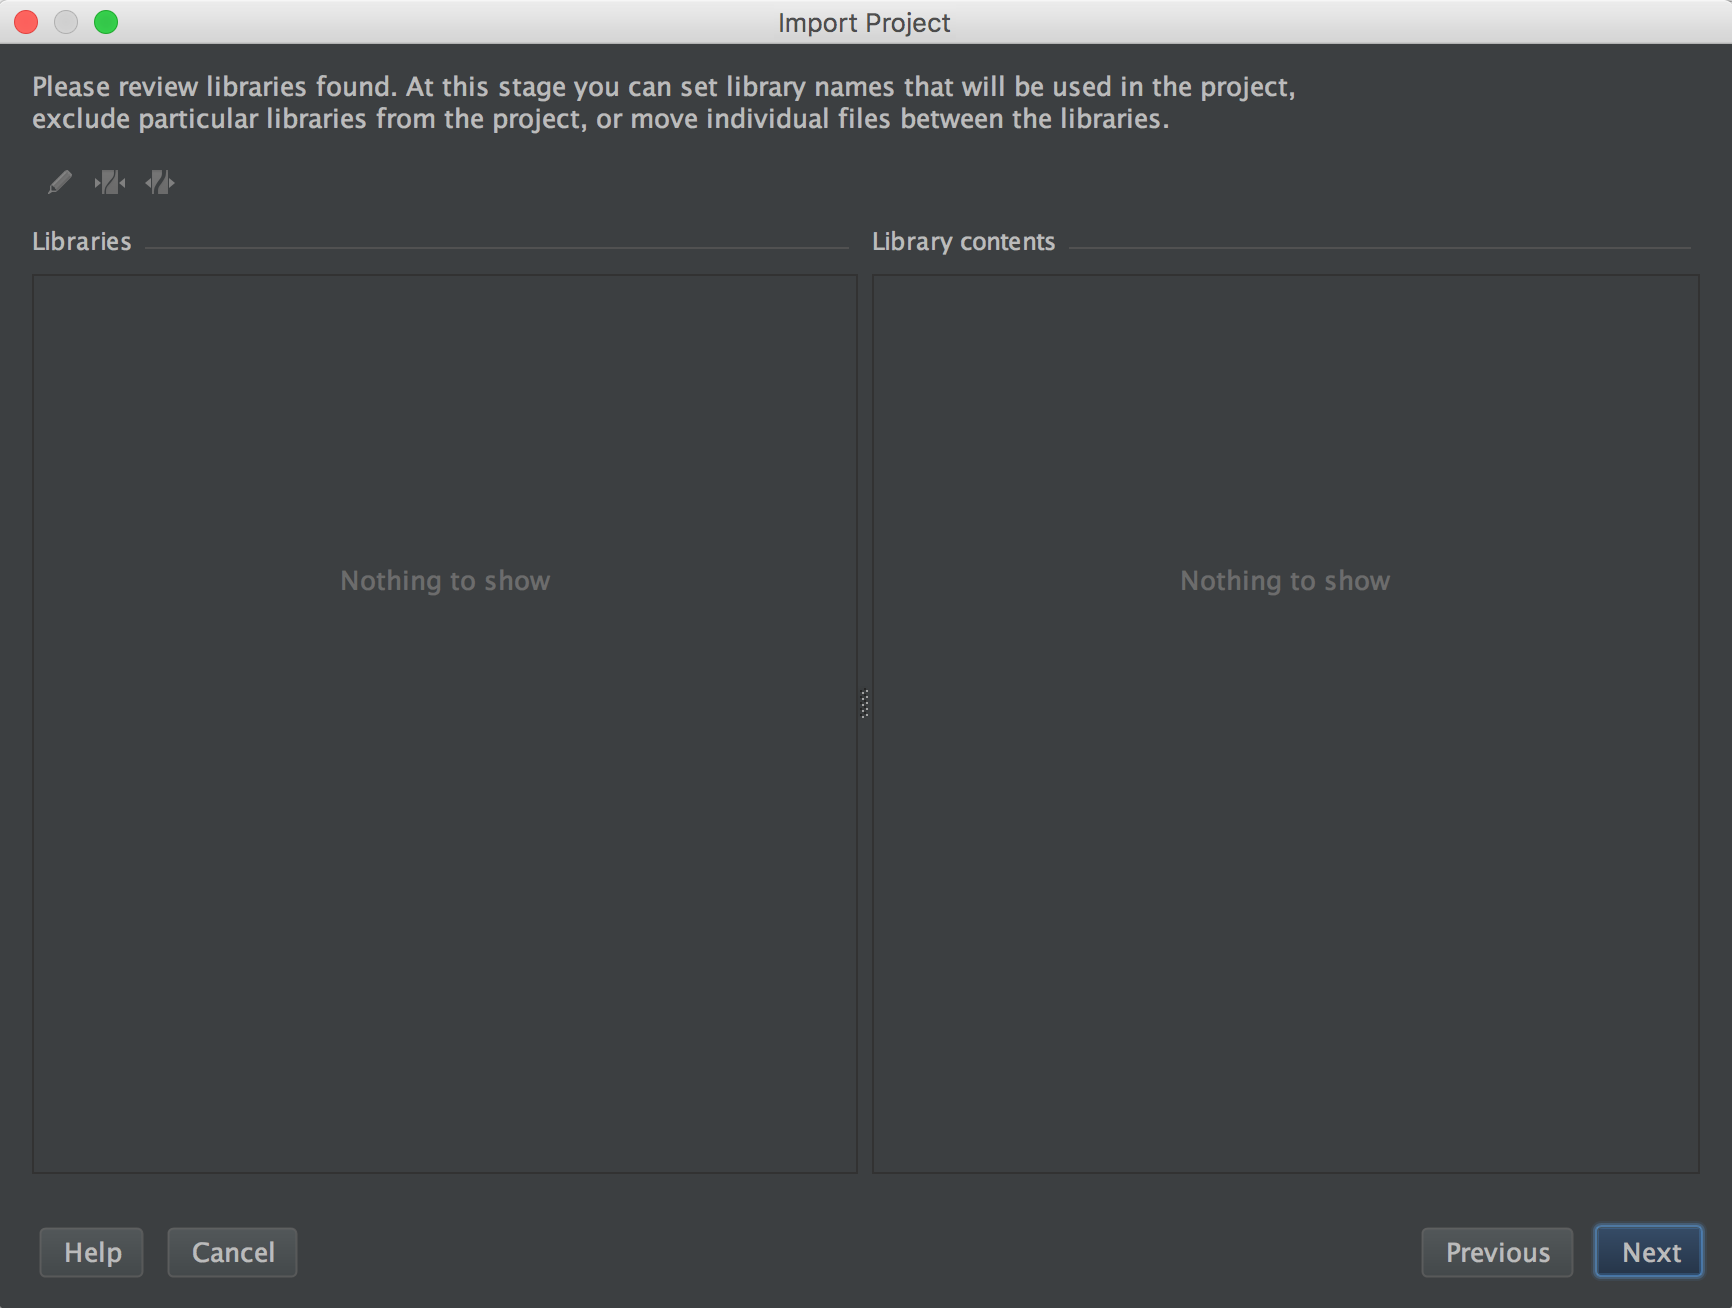 Import Project
Please review libraries found. At this stage you can set library names that will be used in the project,
exclude particular libraries from the project, or move individual files between the libraries.
Libraries
Library contents
Nothing to show
Nothing to show
Help
Cancel
Previous
Next